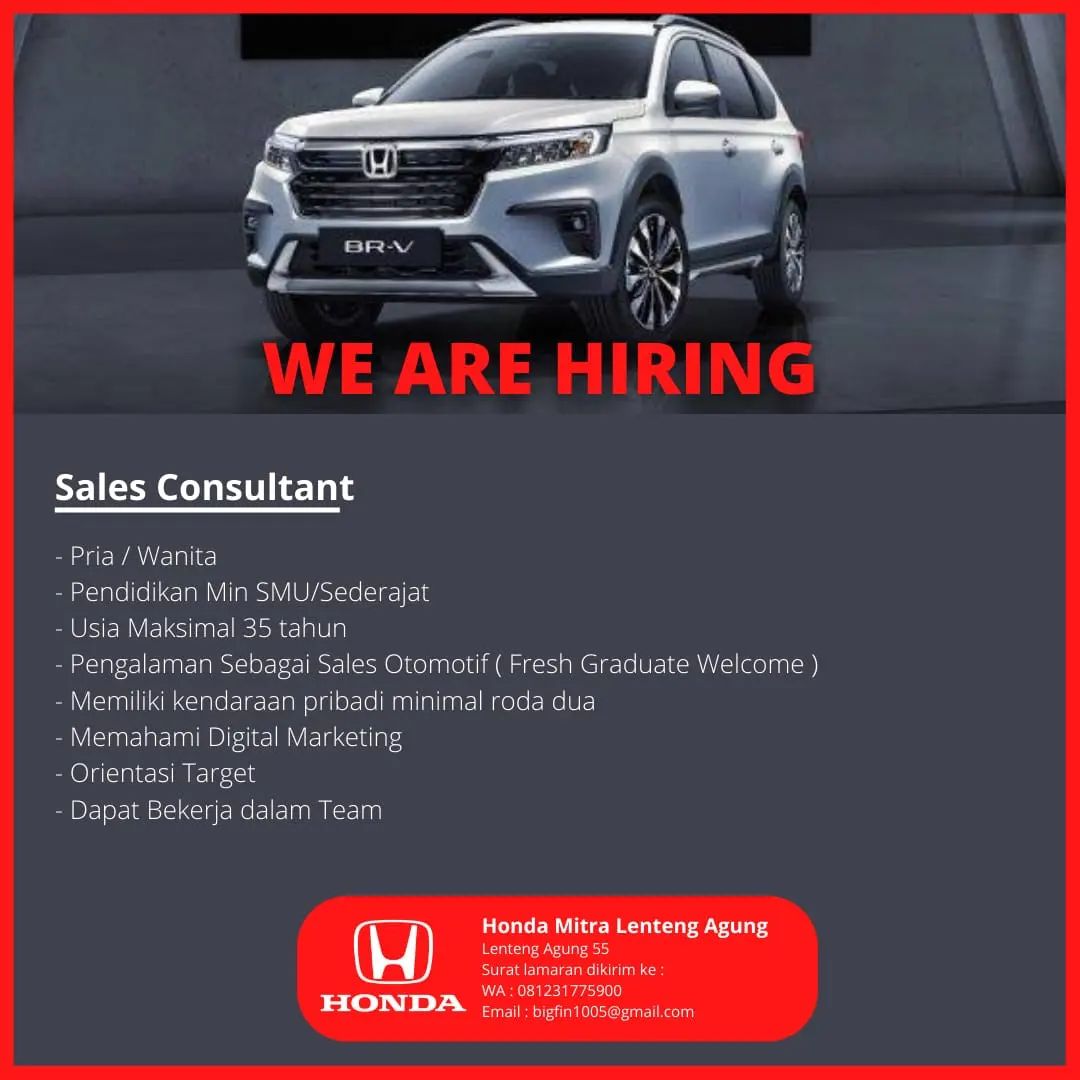 BR-V
WE ARE HIRING
Sales Consultant
- Pria / Wanita
- Pendidikan Min SMU/Sederajat
- Usia Maksimal 35 tahun
- Pengalaman Sebagai Sales Otomotif ( Fresh Graduate Welcome )
- Memiliki kendaraan pribadi minimal roda dua
- Memahami Digital Marketing
- Orientasi Target
- Dapat Bekerja dalam Team
HONDA
Honda Mitra Lenteng Agung
Lenteng Agung 55
Surat lamaran dikirim ke :
WA : 081231775900
Email : bigfin1005@gmail.com